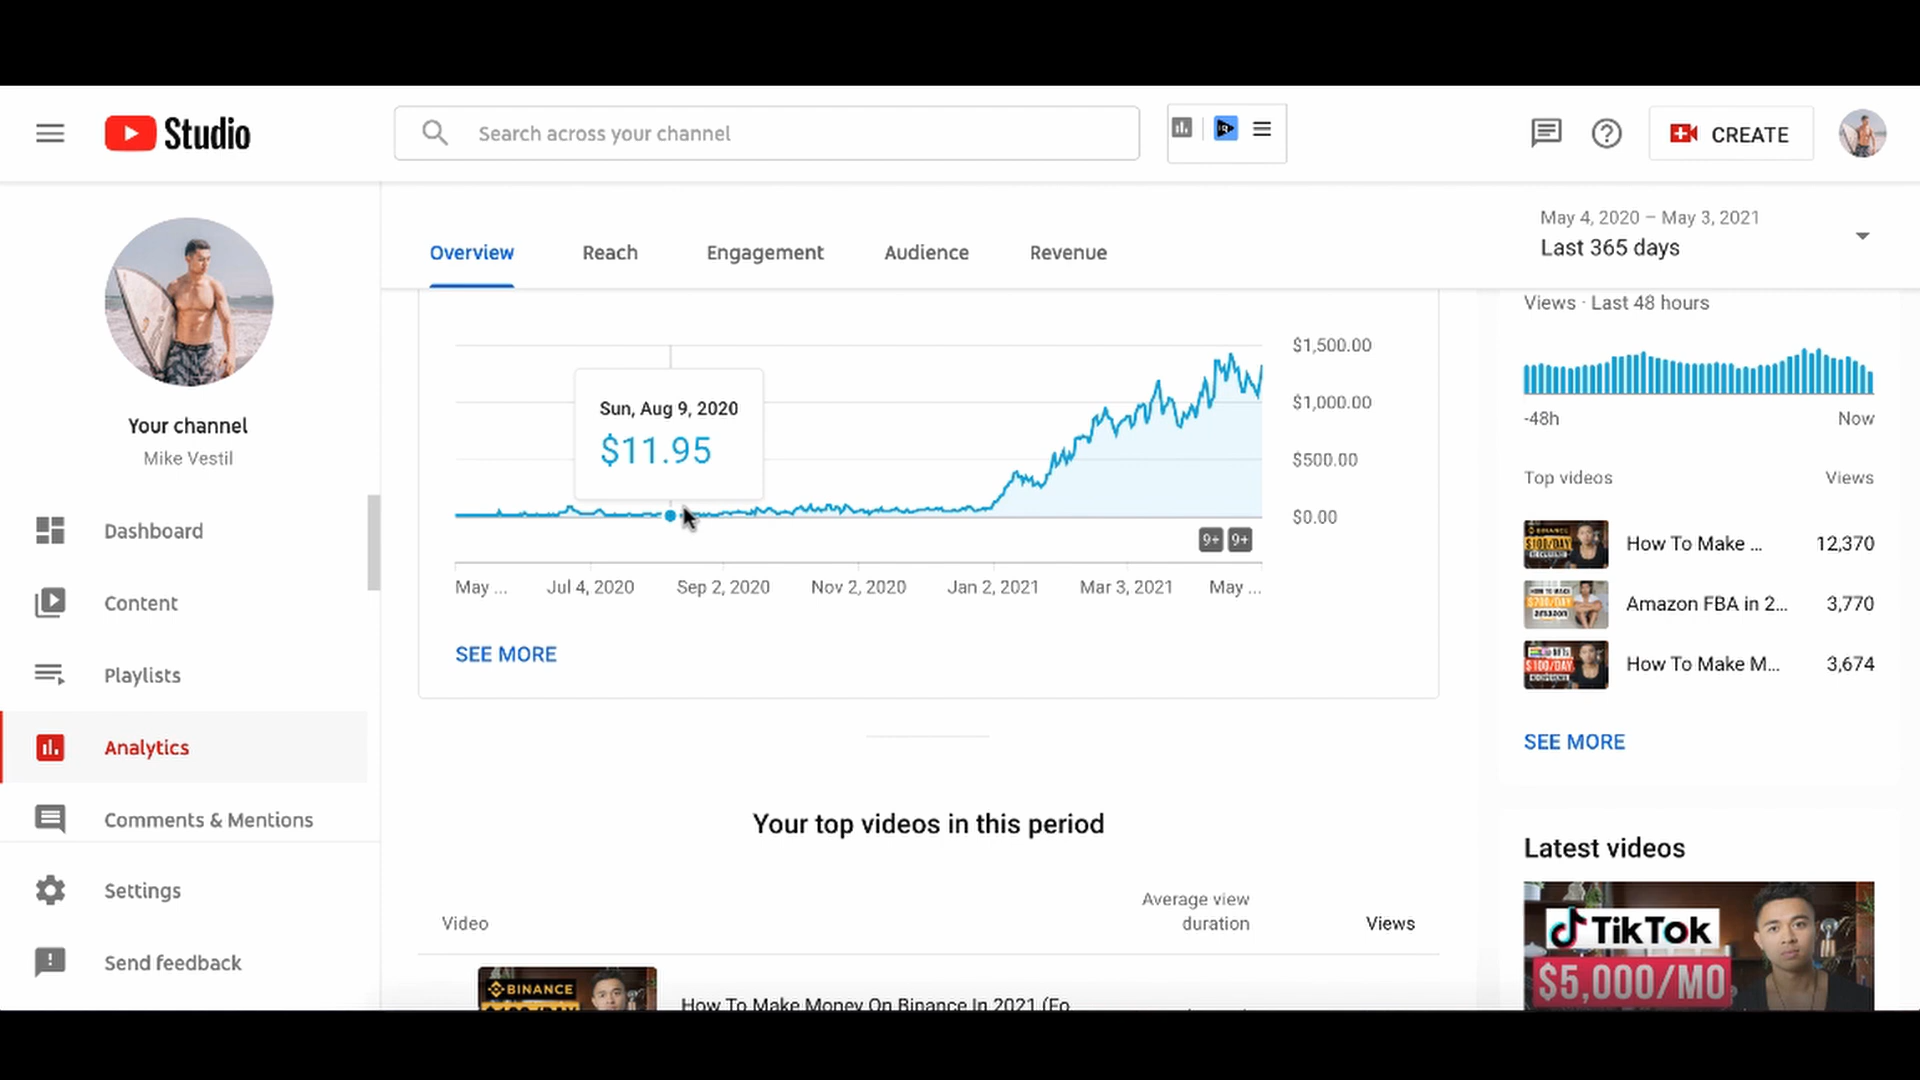 Studio
Search across your channel
CREATE
Your channel
Mike Vestil
Dashboard
Content
Playlists
Analytics
Comments & Mentions
Settings
Send feedback
Overview
Reach
Engagement
Audience
Revenue
May 4, 2020 – May 3, 2021
Last 365 days
Sun, Aug 9, 2020
$11.95
$1,500.00
$1,000.00
$500.00
$0.00
9+ 9+
May ...
Jul 4, 2020
Sep 2, 2020
Nov 2, 2020
Jan 2, 2021
Mar 3, 2021
May ...
SEE MORE
Your top videos in this period
Video
Average view
duration
Views
BINANCE
How To Make Money On Binance In 2021 (Fo
Views · Last 48 hours
-48h
Now
Top videos
Views
BINANCE
$100/DAY
How To Make ...
12,370
amazon
Amazon FBA in 2...
3,770
$100/DAY
How To Make M...
3,674
SEE MORE
Latest videos
TikTok
$5,000/MO